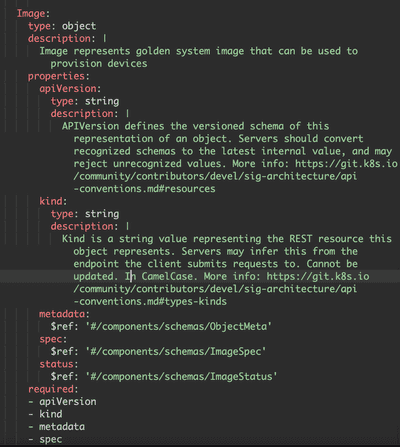 Image:
type: object
description: |
Image represents golden system image that can be used to
provision devices
properties:
apiVersion:
type: string
description: |
APIVersion defines the versioned schema of this
representation of an object. Servers should convert
recognized schemas to the latest internal value, and may
reject unrecognized values. More info: https://git.k8s.io
/community/contributors/devel/sig-architecture/api
-conventions.md#resources
kind:
type: string
description: |
Kind is a string value representing the REST resource this
object represents. Servers may infer this from the
endpoint the client submits requests to. Cannot be
updated. In CamelCase. More info: https://git.k8s.io
/community/contributors/devel/sig-architecture/api
-conventions.md#types-kinds
metadata:
$ref: '#/components/schemas/ObjectMeta'
spec:
$ref: '#/components/schemas/ImageSpec'
status:
$ref: '#/components/schemas/ImageStatus'
required:
- apiVersion
- kind
- metadata
- spec